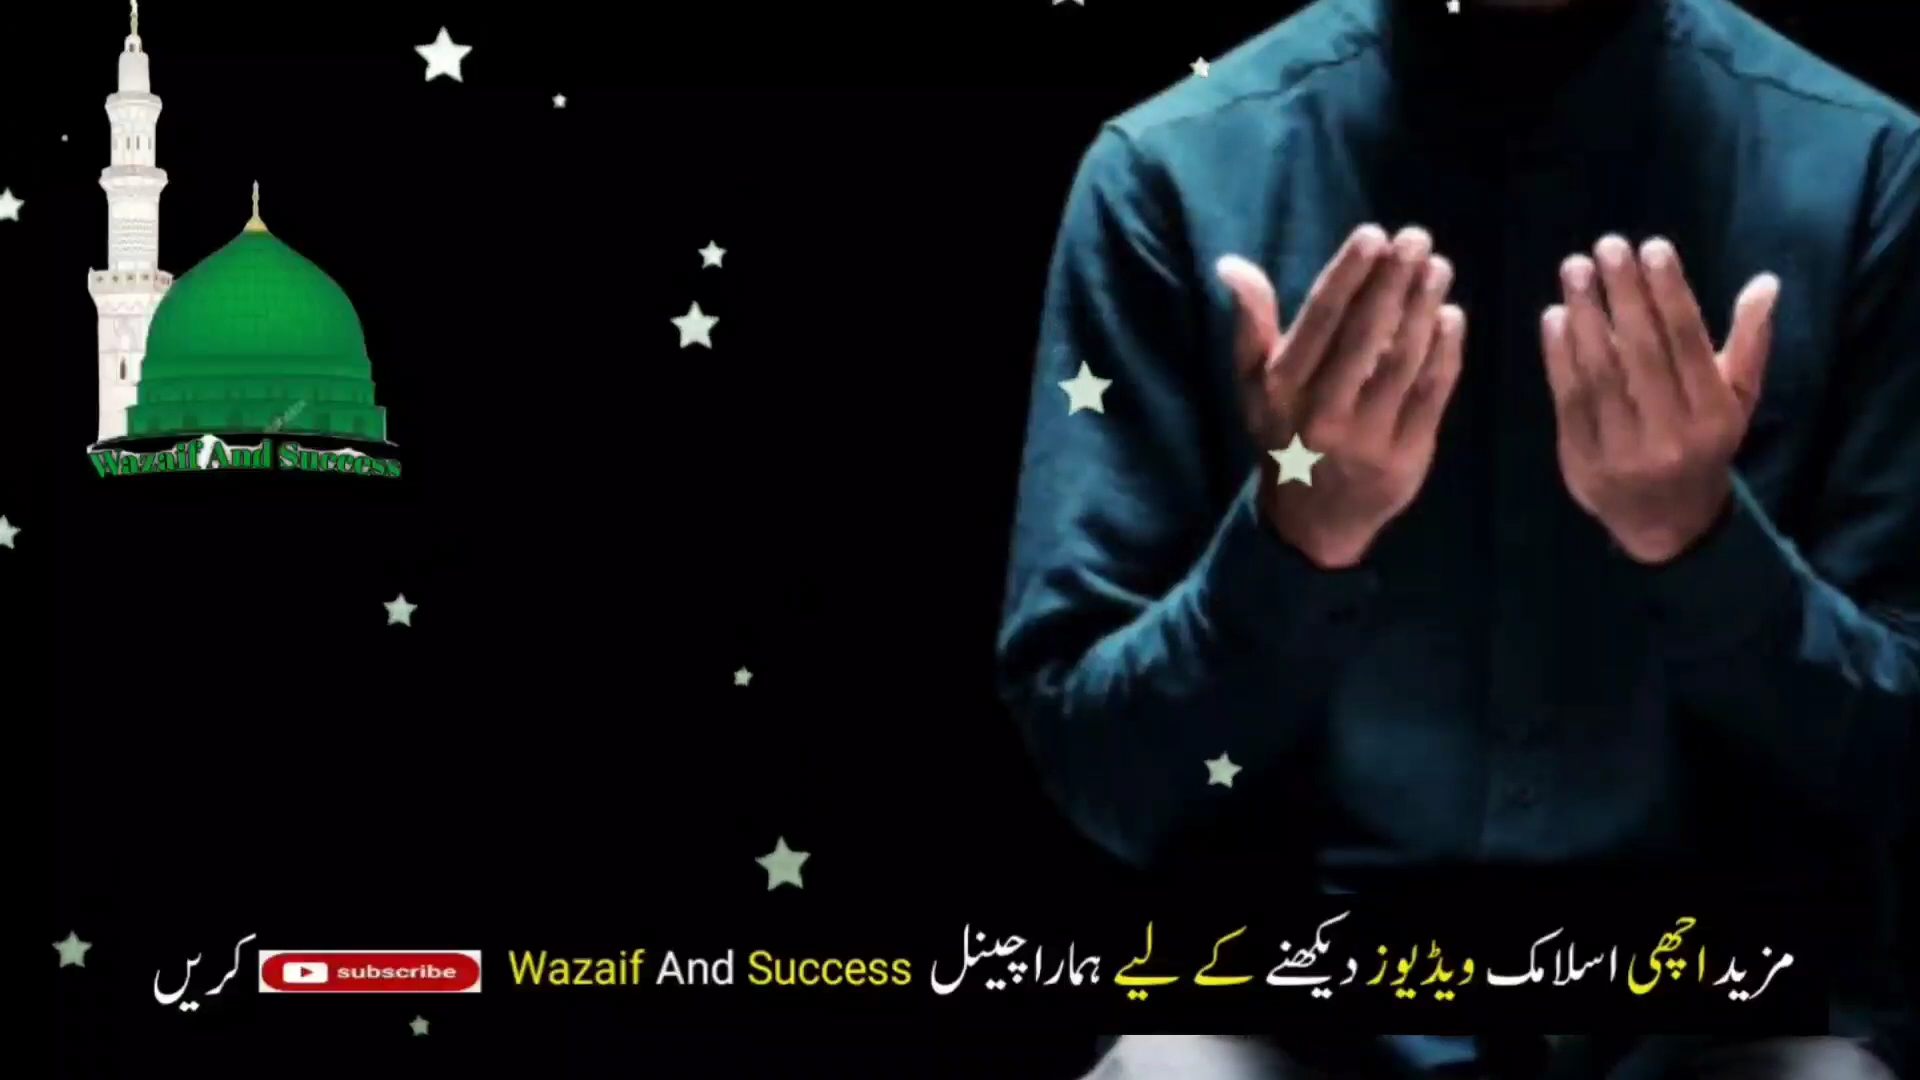 Wazaif And Success
مزید اچھی اسلامک ویڈیوز دیکھنے کے لیے ہمارا چینل Wazaif And Success subscribe کریں